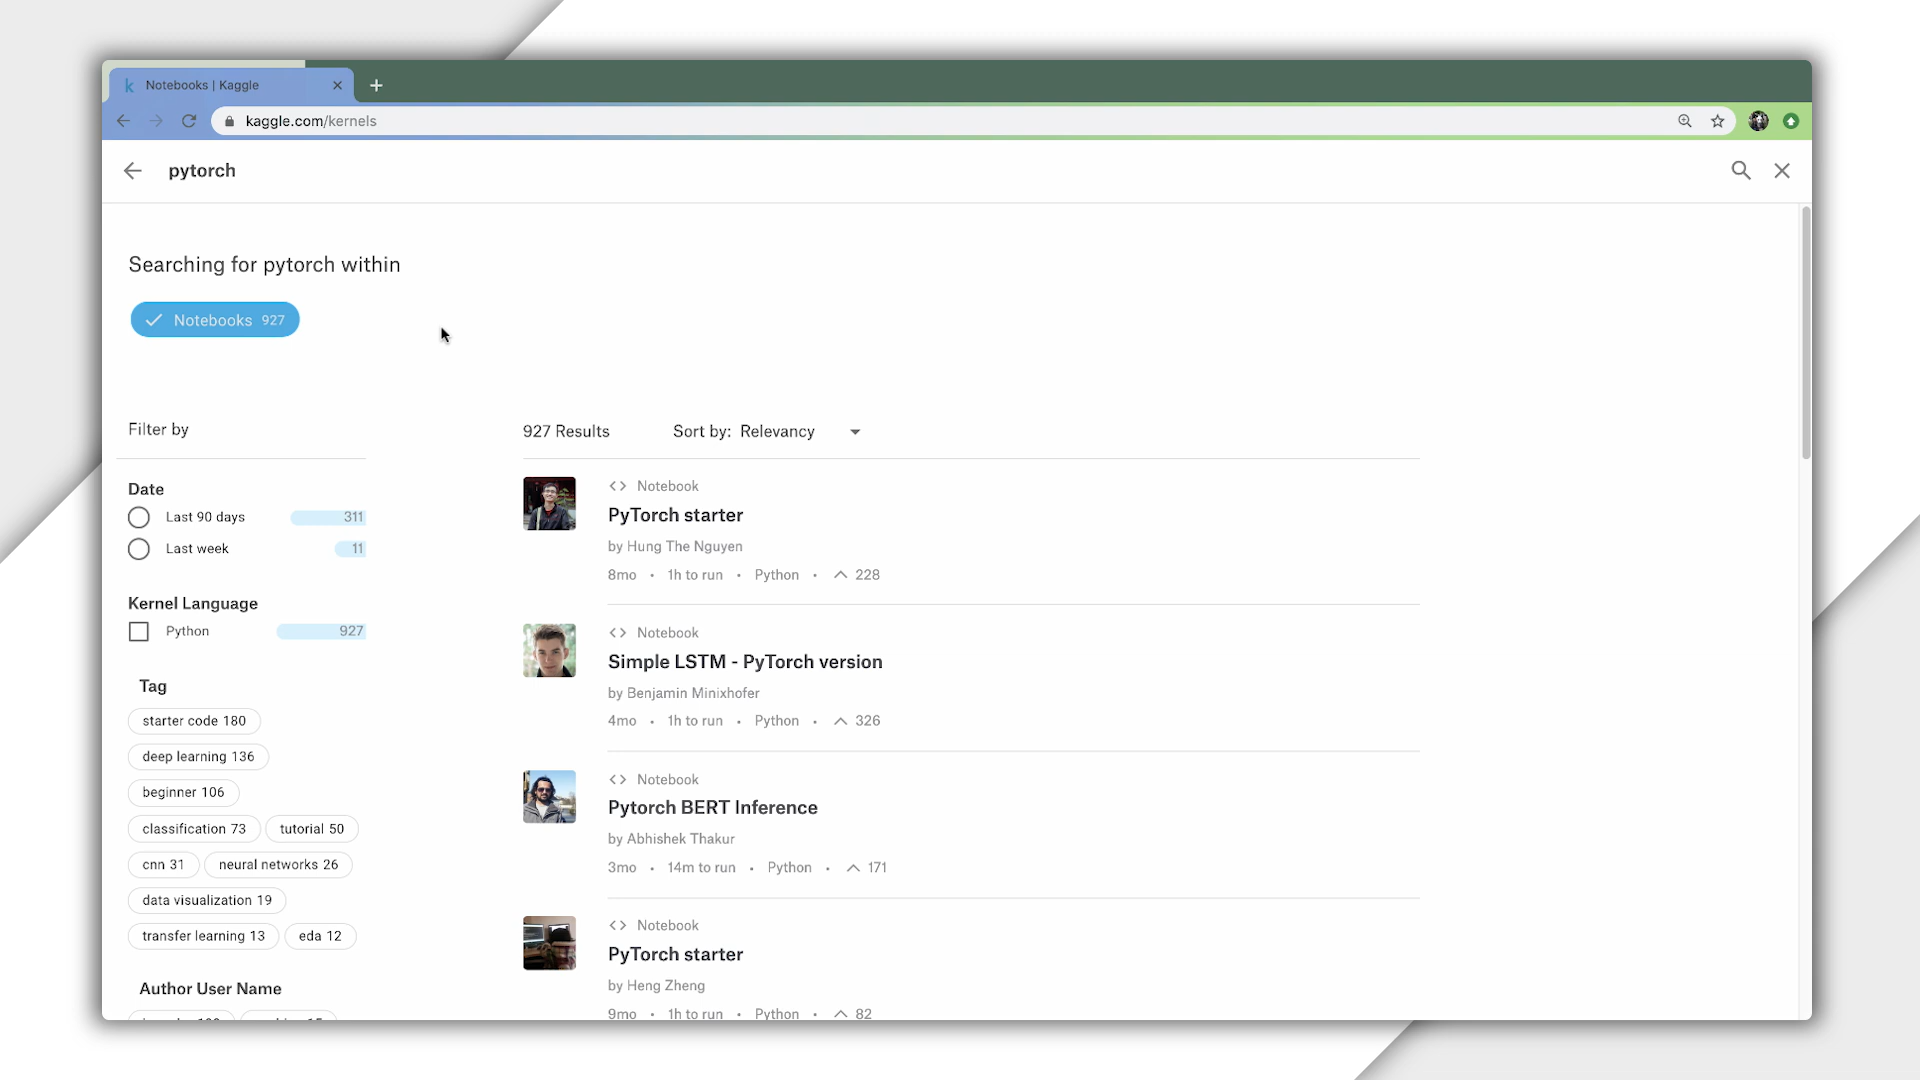 k Notebooks | Kaggle
kaggle.com/kernels
pytorch
Searching for pytorch within
Notebooks 927
Filter by
Date
Last 90 days 311
Last week 11
Kernel Language
Python 927
Tag
starter code 180
deep learning 136
beginner 106
classification 73 tutorial 50
cnn 31 neural networks 26
data visualization 19
transfer learning 13 eda 12
Author User Name
927 Results Sort by: Relevancy
<> Notebook
PyTorch starter
by Hung The Nguyen
8mo • 1h to run • Python • 228
<> Notebook
Simple LSTM - PyTorch version
by Benjamin Minixhofer
4mo • 1h to run • Python • 326
<> Notebook
Pytorch BERT Inference
by Abhishek Thakur
3mo • 14m to run • Python • 171
<> Notebook
PyTorch starter
by Heng Zheng
9mo • 1h to run • Python • 82